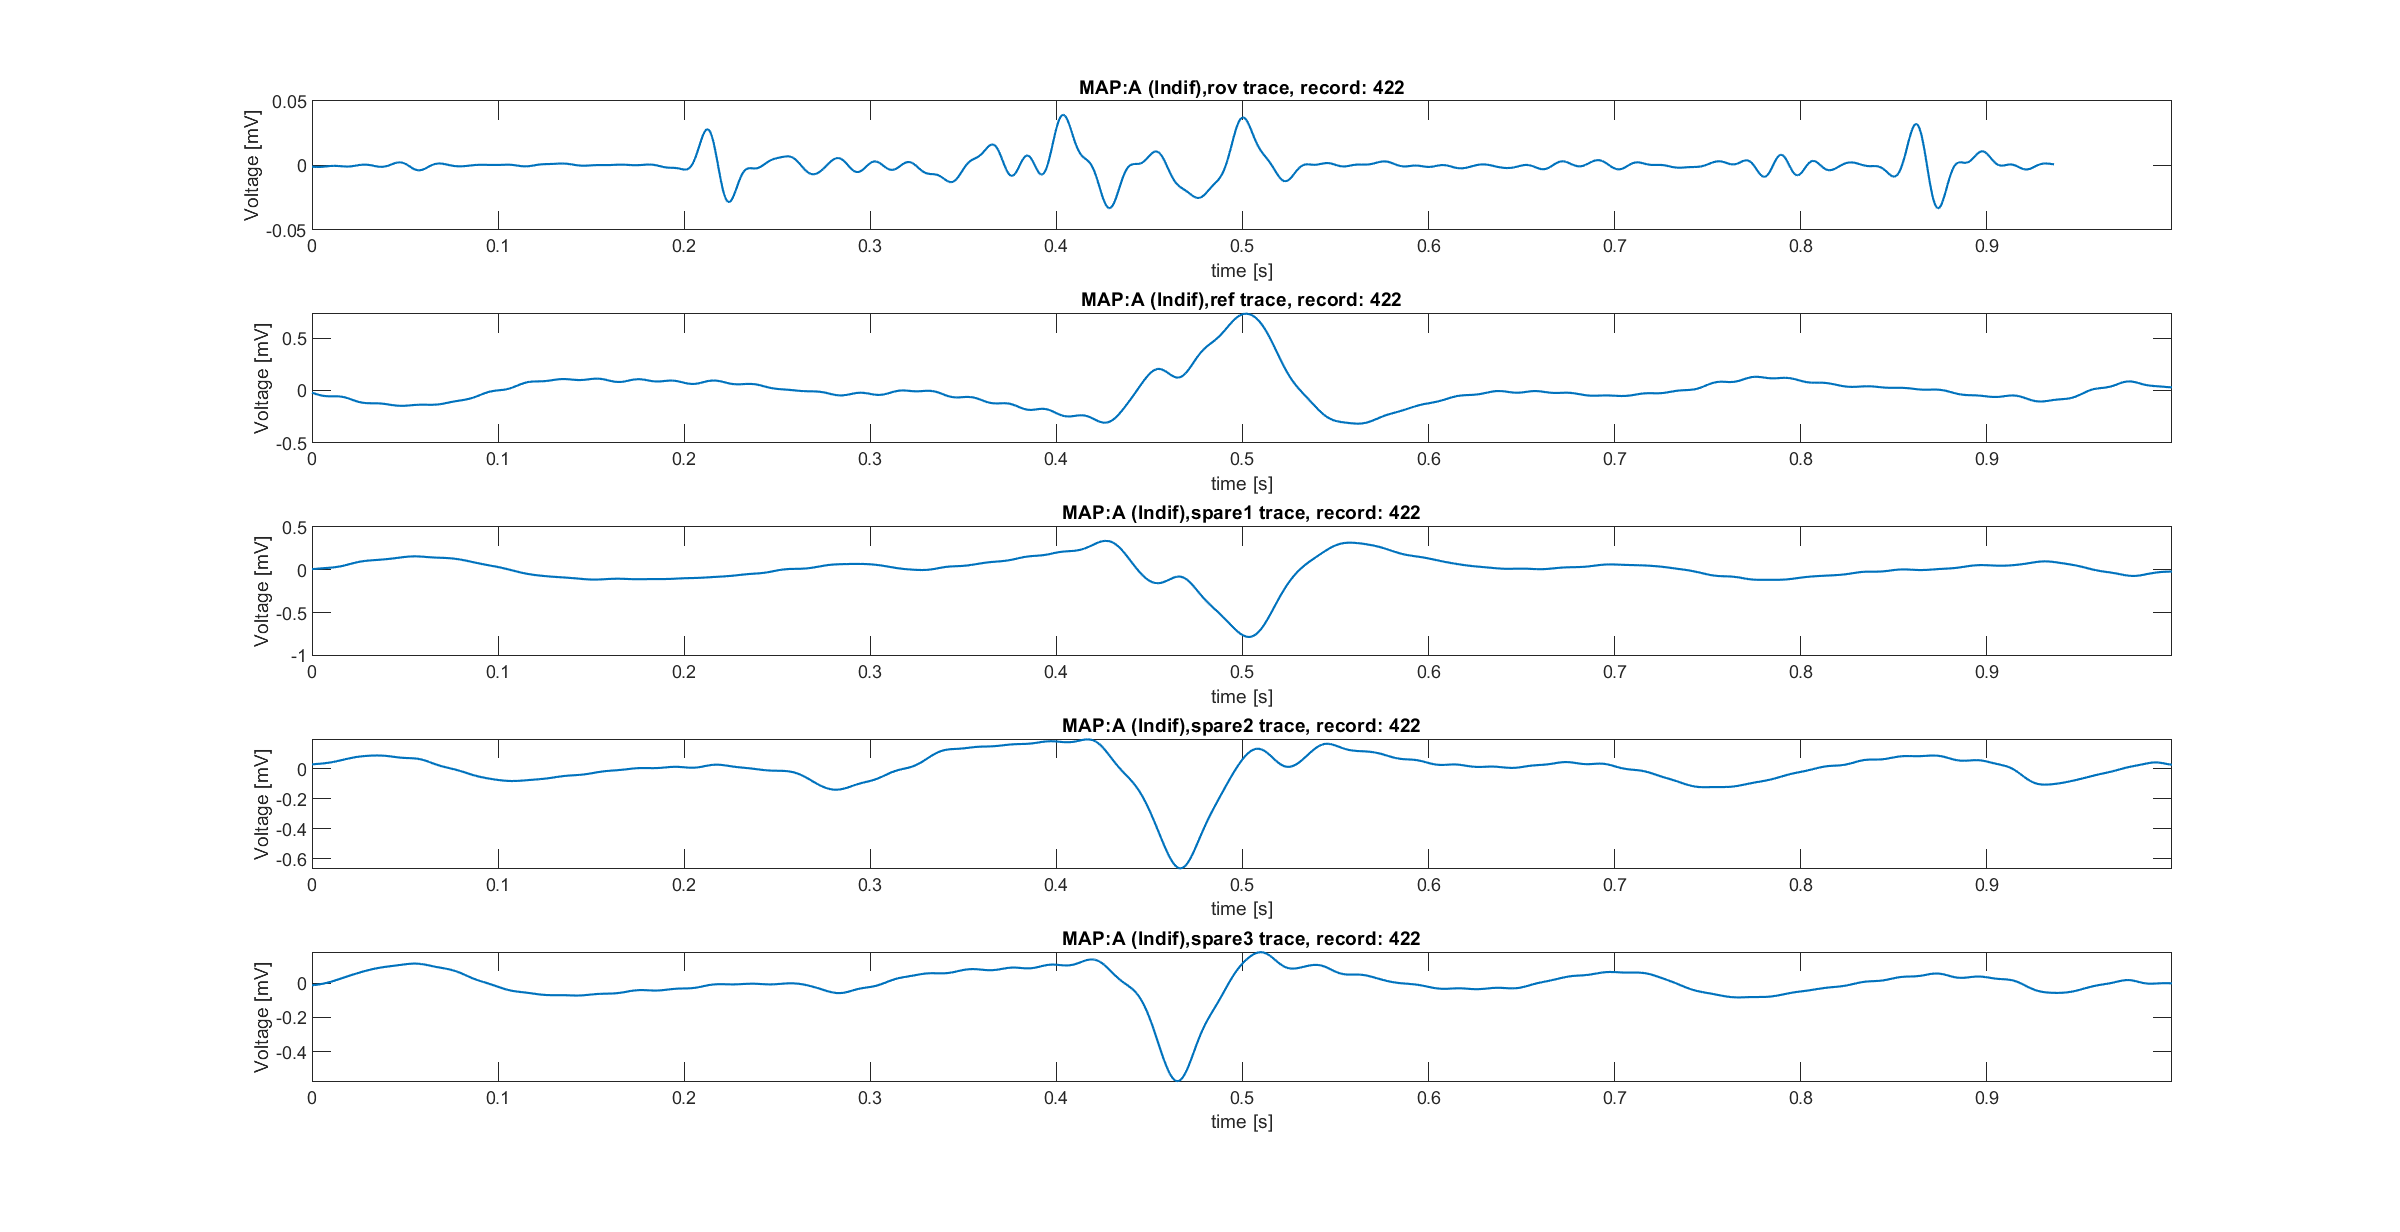 MAP:A (Indif),rov trace, record: 422
Voltage [mV]
0.05
0
-0.05
0 0.1 0.2 0.3 0.4 0.5 0.6 0.7 0.8 0.9
time [s]
MAP:A (Indif),ref trace, record: 422
Voltage [mV]
0.5
0
-0.5
0 0.1 0.2 0.3 0.4 0.5 0.6 0.7 0.8 0.9
time [s]
MAP:A (Indif),spare1 trace, record: 422
Voltage [mV]
0.5
0
-0.5
-1
0 0.1 0.2 0.3 0.4 0.5 0.6 0.7 0.8 0.9
time [s]
MAP:A (Indif),spare2 trace, record: 422
Voltage [mV]
0
-0.2
-0.4
-0.6
0 0.1 0.2 0.3 0.4 0.5 0.6 0.7 0.8 0.9
time [s]
MAP:A (Indif),spare3 trace, record: 422
Voltage [mV]
0
-0.2
-0.4
0 0.1 0.2 0.3 0.4 0.5 0.6 0.7 0.8 0.9
time [s]